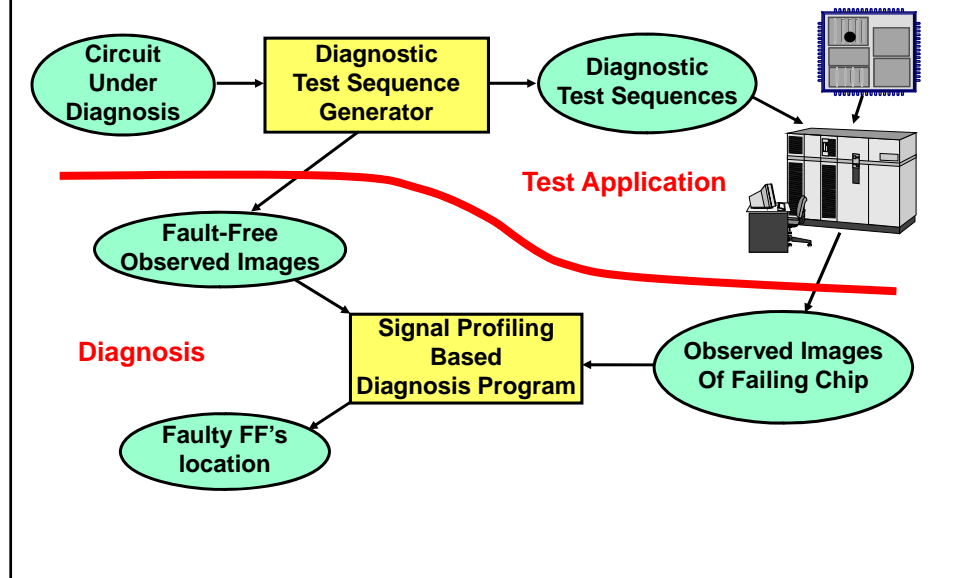 Circuit
Under
Diagnosis
Diagnostic
Test Sequence
Generator
Diagnostic
Test Sequences
Test Application
Fault-Free
Observed Images
Diagnosis
Signal Profiling
Based
Diagnosis Program
Observed Images
Of Failing Chip
Faulty FF's
location